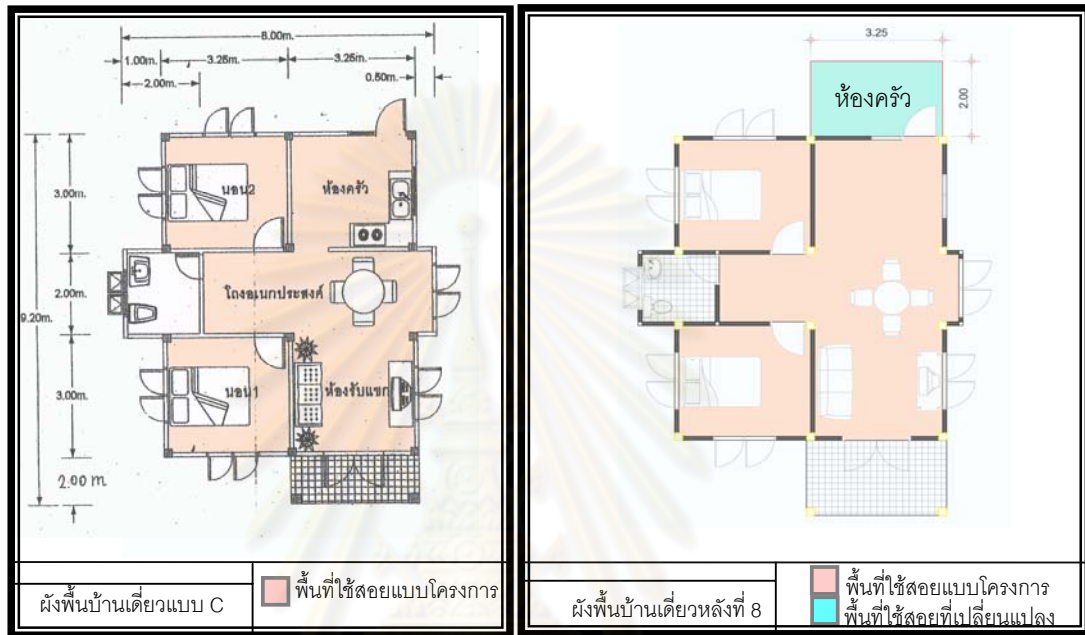 8.00m.
1.00m.
3.25m.
3.25m.
2.00m.
0.50m.
3.00m.
2.00m.
9.20m.
3.00m.
2.00 m
นอน2
ห้องครัว
โถงอเนกประสงค์
นอน1
ห้องรับแขก
ผังพื้นบ้านเดี่ยวแบบ C
พื้นที่ใช้สอยแบบโครงการ
3.25
2.00
ห้องครัว
ผังพื้นบ้านเดี่ยวหลังที่ 8
พื้นที่ใช้สอยแบบโครงการ
พื้นที่ใช้สอยที่เปลี่ยนแปลง